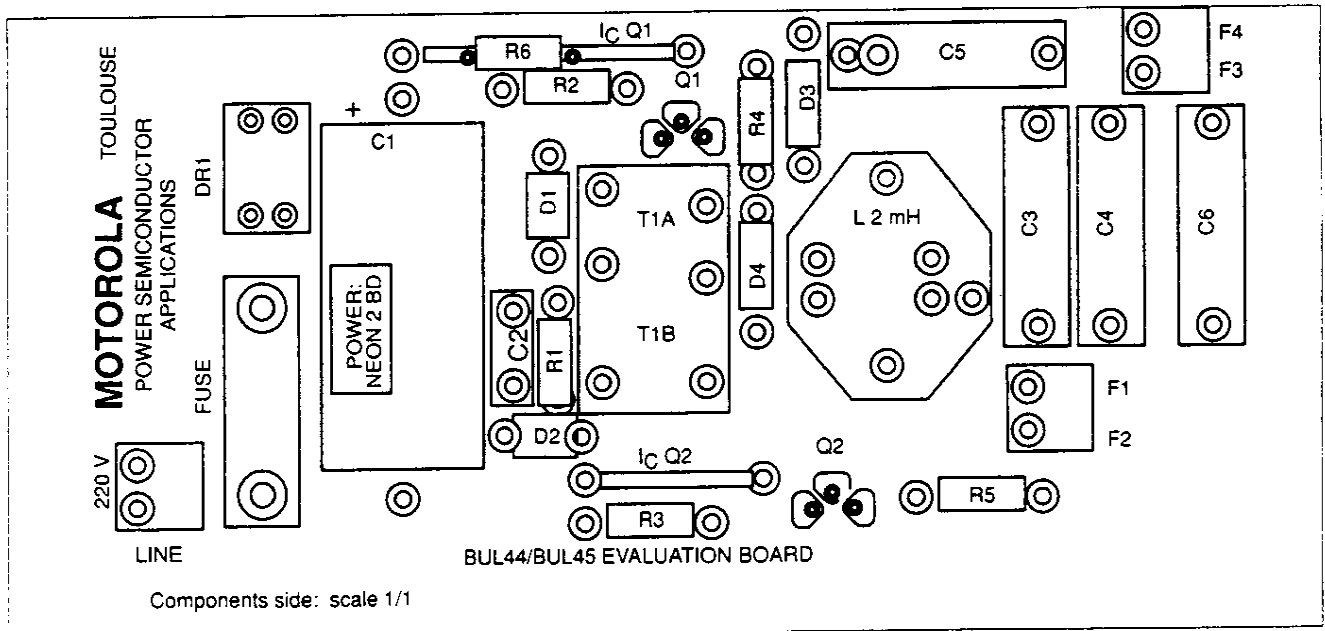 MOTOROLA TOULOUSE
POWER SEMICONDUCTOR
APPLICATIONS
DR1
FUSE
220 V
LINE
+
C1
POWER:
NEON 2 BD
R6
IC Q1
R2
Q1
D1
C2
R1
D2
T1A
T1B
R4
D3
D4
C5
F4
F3
L 2 mH
C3
C4
C6
F1
F2
IC Q2
R3
Q2
R5
BUL44/BUL45 EVALUATION BOARD
Components side: scale 1/1